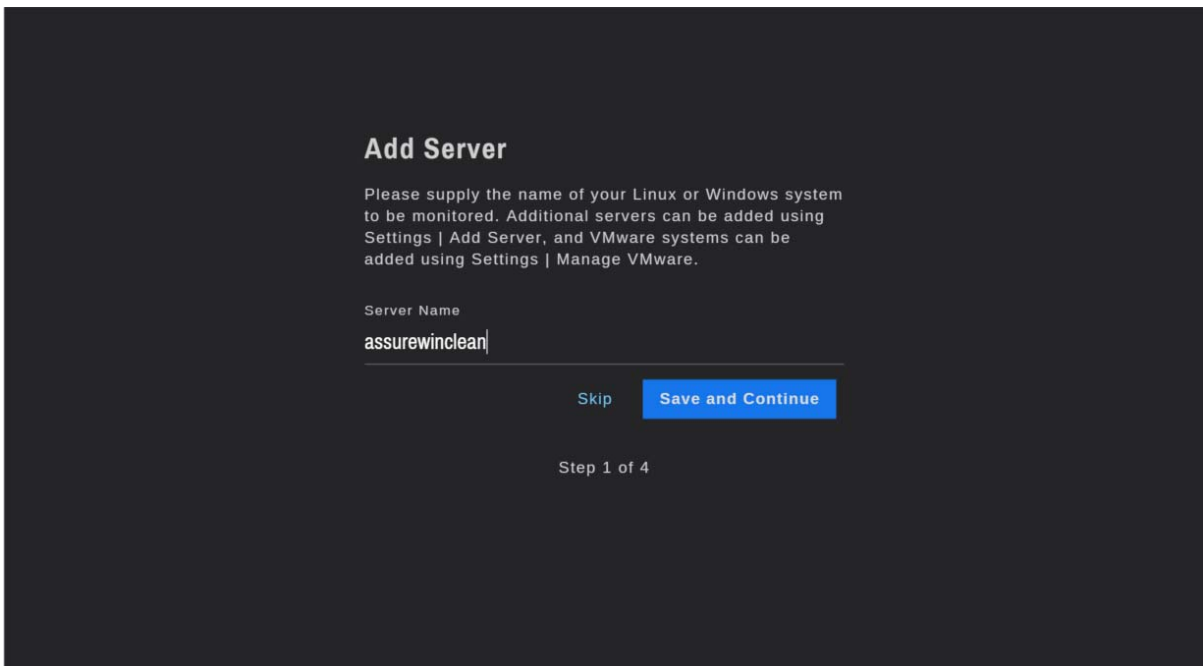 Add Server
Please supply the name of your Linux or Windows system
to be monitored. Additional servers can be added using
Settings | Add Server, and VMware systems can be
added using Settings | Manage VMware.
Server Name
assurewinclean
Skip Save and Continue
Step 1 of 4